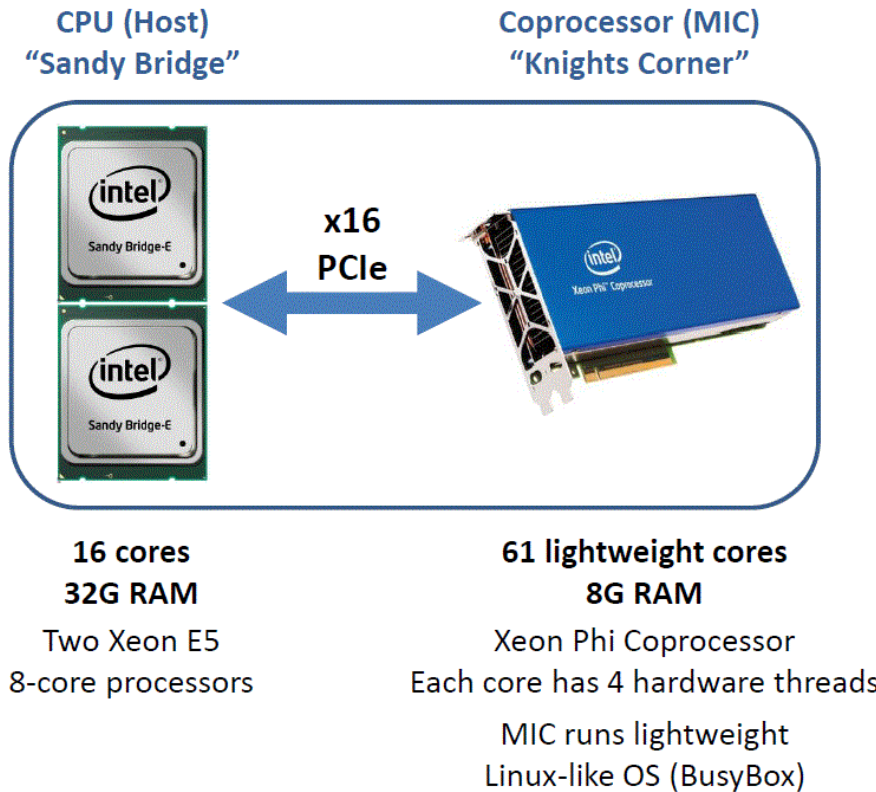 CPU (Host)
“Sandy Bridge”
Coprocessor (MIC)
“Knights Corner”
intel
Sandy Bridge-E
intel
Sandy Bridge-E
x16
PCIe
intel
Xeon Phi™ Coprocessor
16 cores
32G RAM
Two Xeon E5
8-core processors
61 lightweight cores
8G RAM
Xeon Phi Coprocessor
Each core has 4 hardware threads
MIC runs lightweight
Linux-like OS (BusyBox)